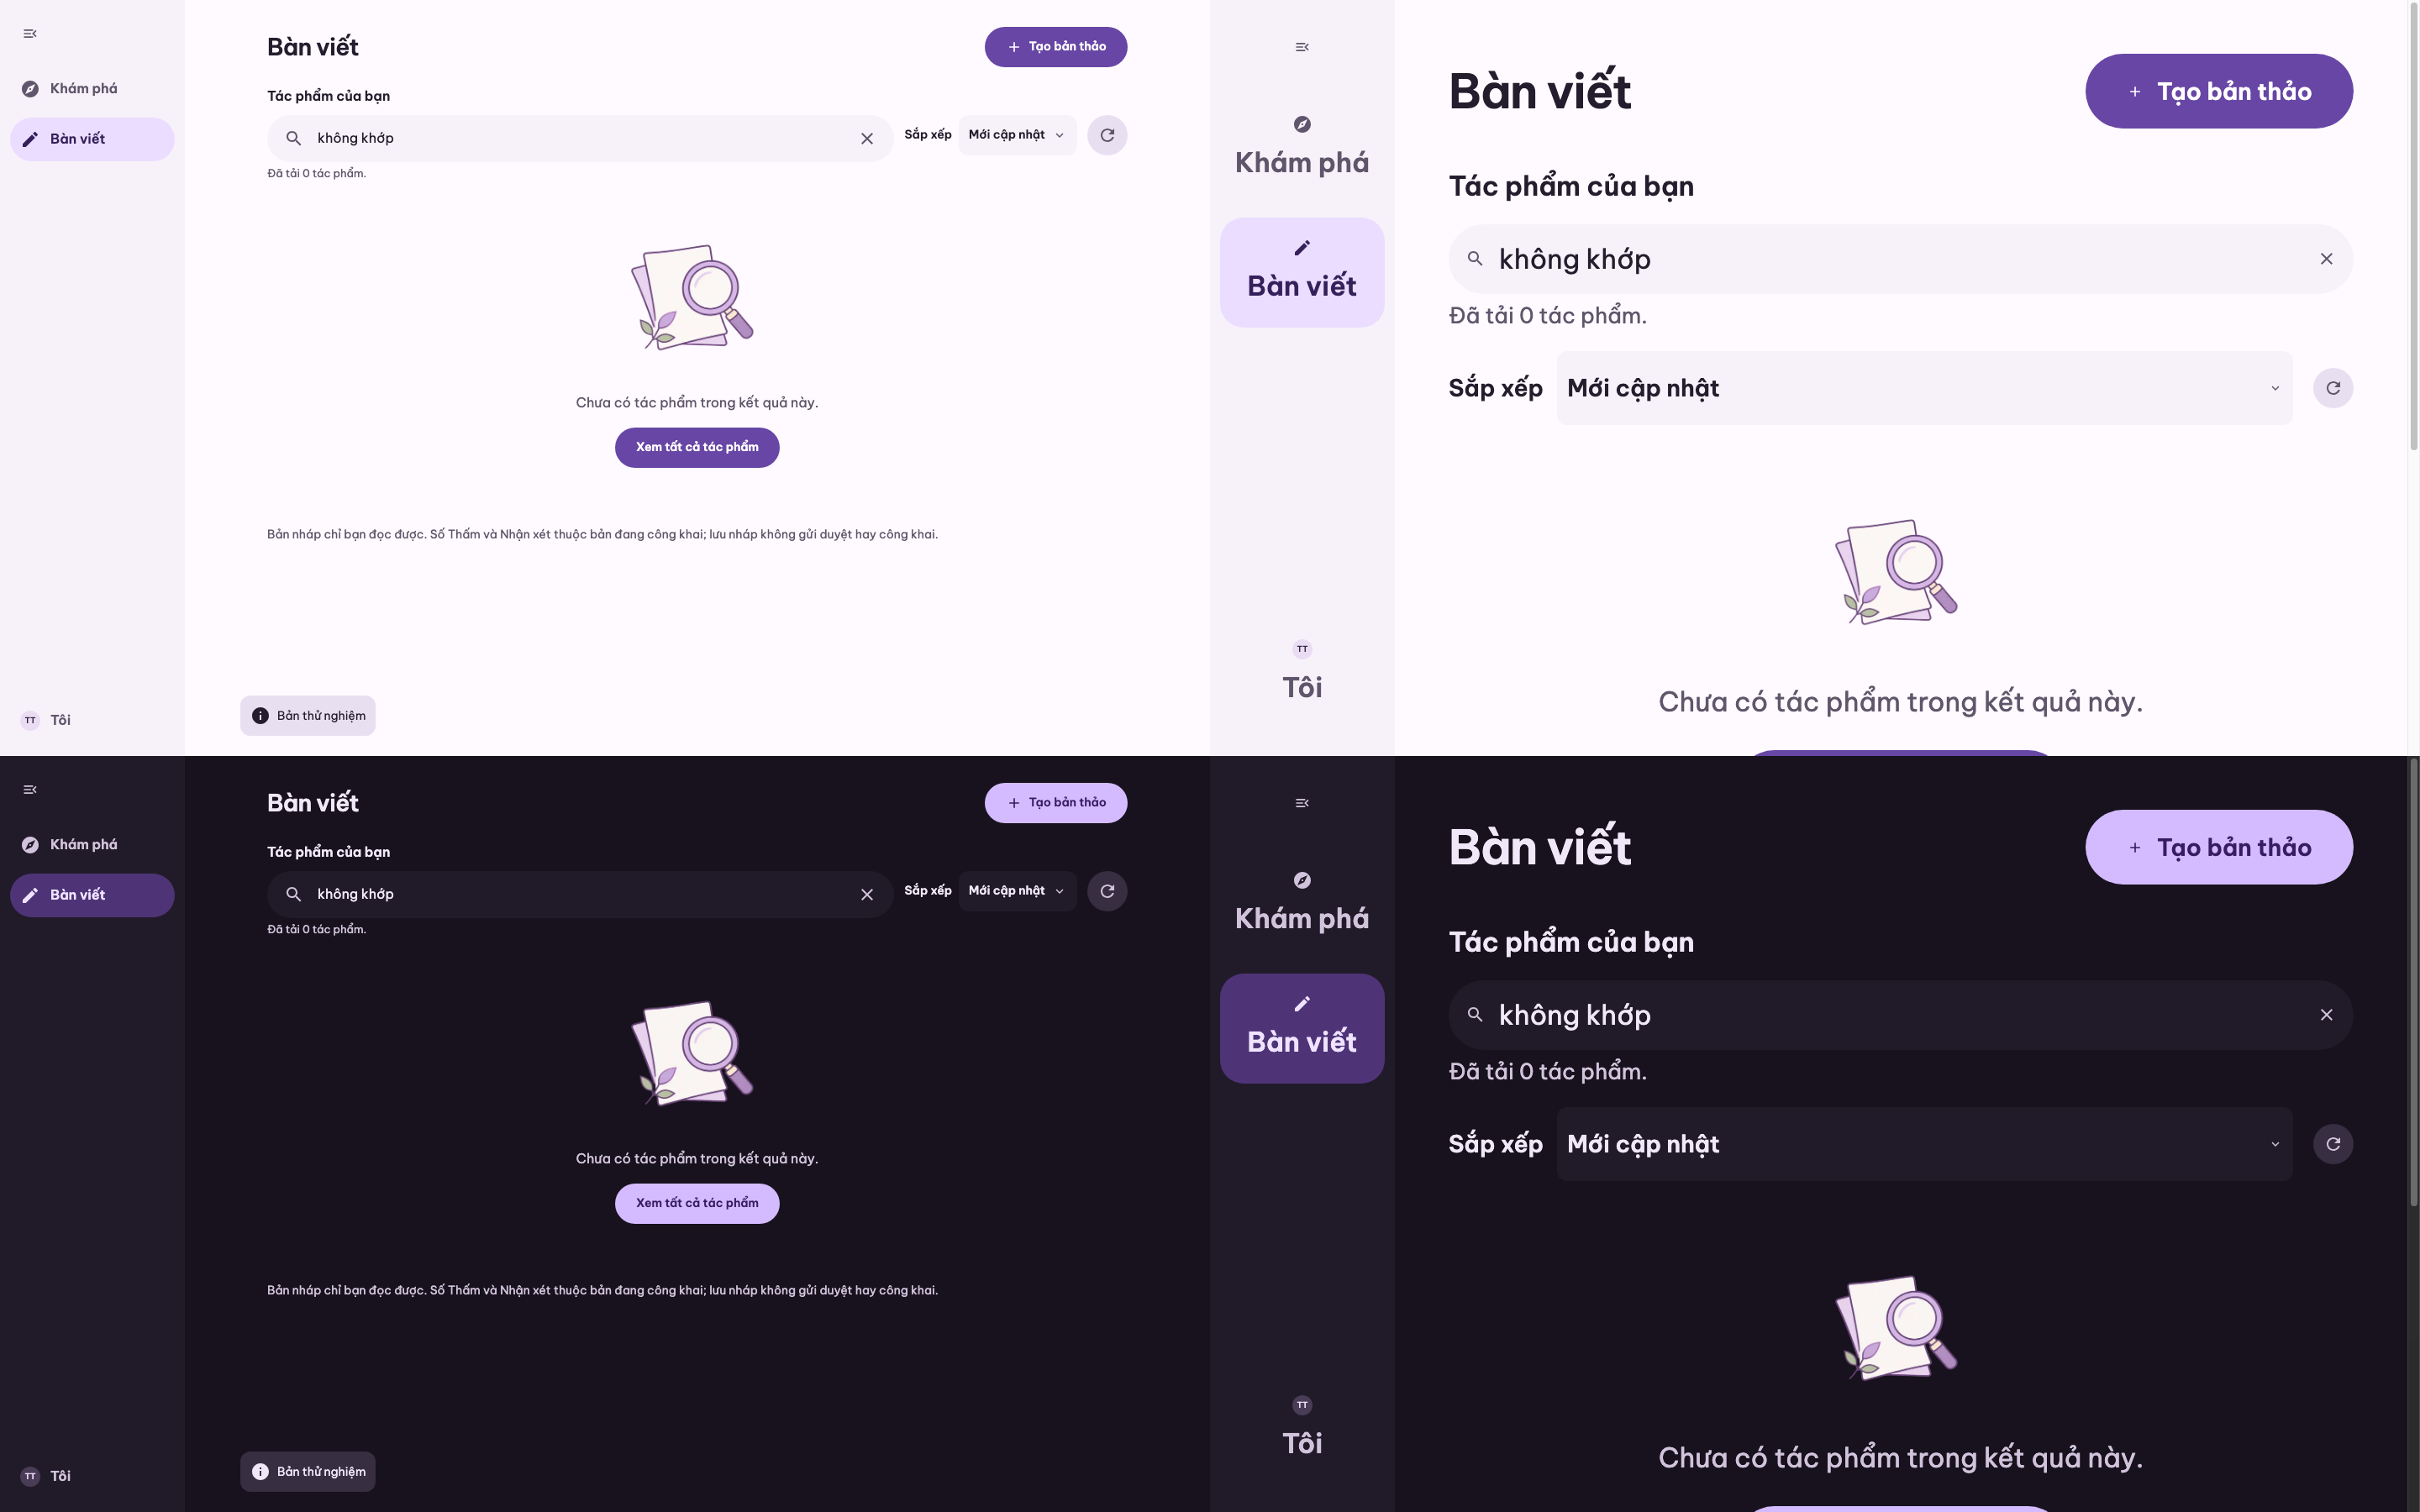 Khám phá
Bàn viết
TT Tôi
Bàn viết
Tạo bản thảo
Tác phẩm của bạn
không khớp
Sắp xếp Mới cập nhật
Đã tải 0 tác phẩm.
Chưa có tác phẩm trong kết quả này.
Xem tất cả tác phẩm
Bản nháp chỉ bạn đọc được. Số Thấm và Nhận xét thuộc bản đang công khai; lưu nháp không gửi duyệt hay công khai.
Bản thử nghiệm
Khám phá
Bàn viết
TT
Tôi
Bàn viết
Tạo bản thảo
Tác phẩm của bạn
không khớp
Đã tải 0 tác phẩm.
Sắp xếp Mới cập nhật
Chưa có tác phẩm trong kết quả này.
Khám phá
Bàn viết
TT Tôi
Bàn viết
Tạo bản thảo
Tác phẩm của bạn
không khớp
Sắp xếp Mới cập nhật
Đã tải 0 tác phẩm.
Chưa có tác phẩm trong kết quả này.
Xem tất cả tác phẩm
Bản nháp chỉ bạn đọc được. Số Thấm và Nhận xét thuộc bản đang công khai; lưu nháp không gửi duyệt hay công khai.
Bản thử nghiệm
Khám phá
Bàn viết
TT
Tôi
Bàn viết
Tạo bản thảo
Tác phẩm của bạn
không khớp
Đã tải 0 tác phẩm.
Sắp xếp Mới cập nhật
Chưa có tác phẩm trong kết quả này.